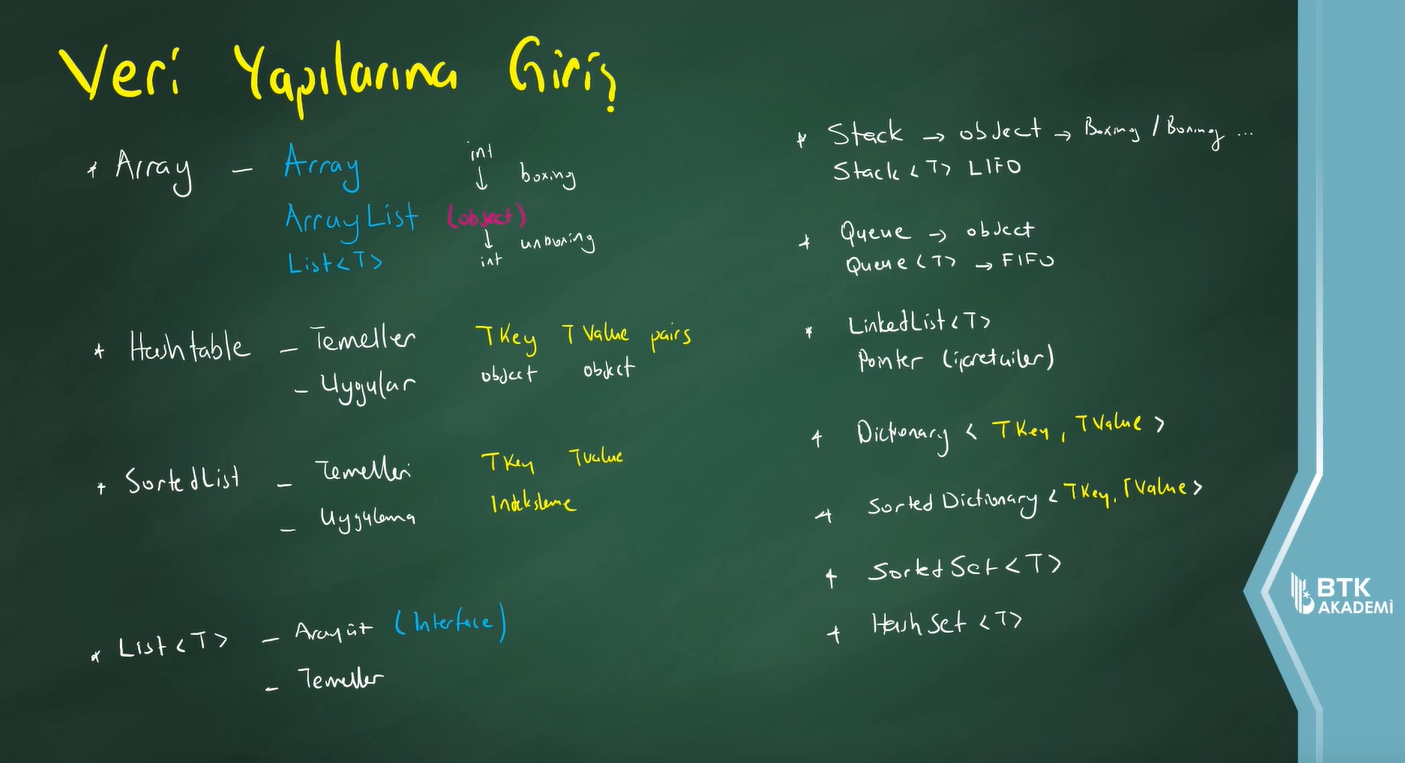 Veri Yapılarına Giriş
* Array - Array
int
↓ boxing
ArrayList (object)
↓ unboxing
List<T> int
* Hashtable - Temeller TKey TValue pairs
- Uygular object object
* SortedList - Temelleri TKey TValue
- Uygulama Indeksleme
* List<T> - Arayüt (Interface)
- Temeller
* Stack → object → Boxing / Boxing ...
Stack<T> LIFO
* Queue → object
Queue<T> → FIFO
* LinkedList<T>
Pointer (işaretçiler)
* Dictionary < TKey, TValue >
* Sorted Dictionary < TKey, TValue >
* SortedSet<T>
* HashSet<T>
BTK
AKADEMİ